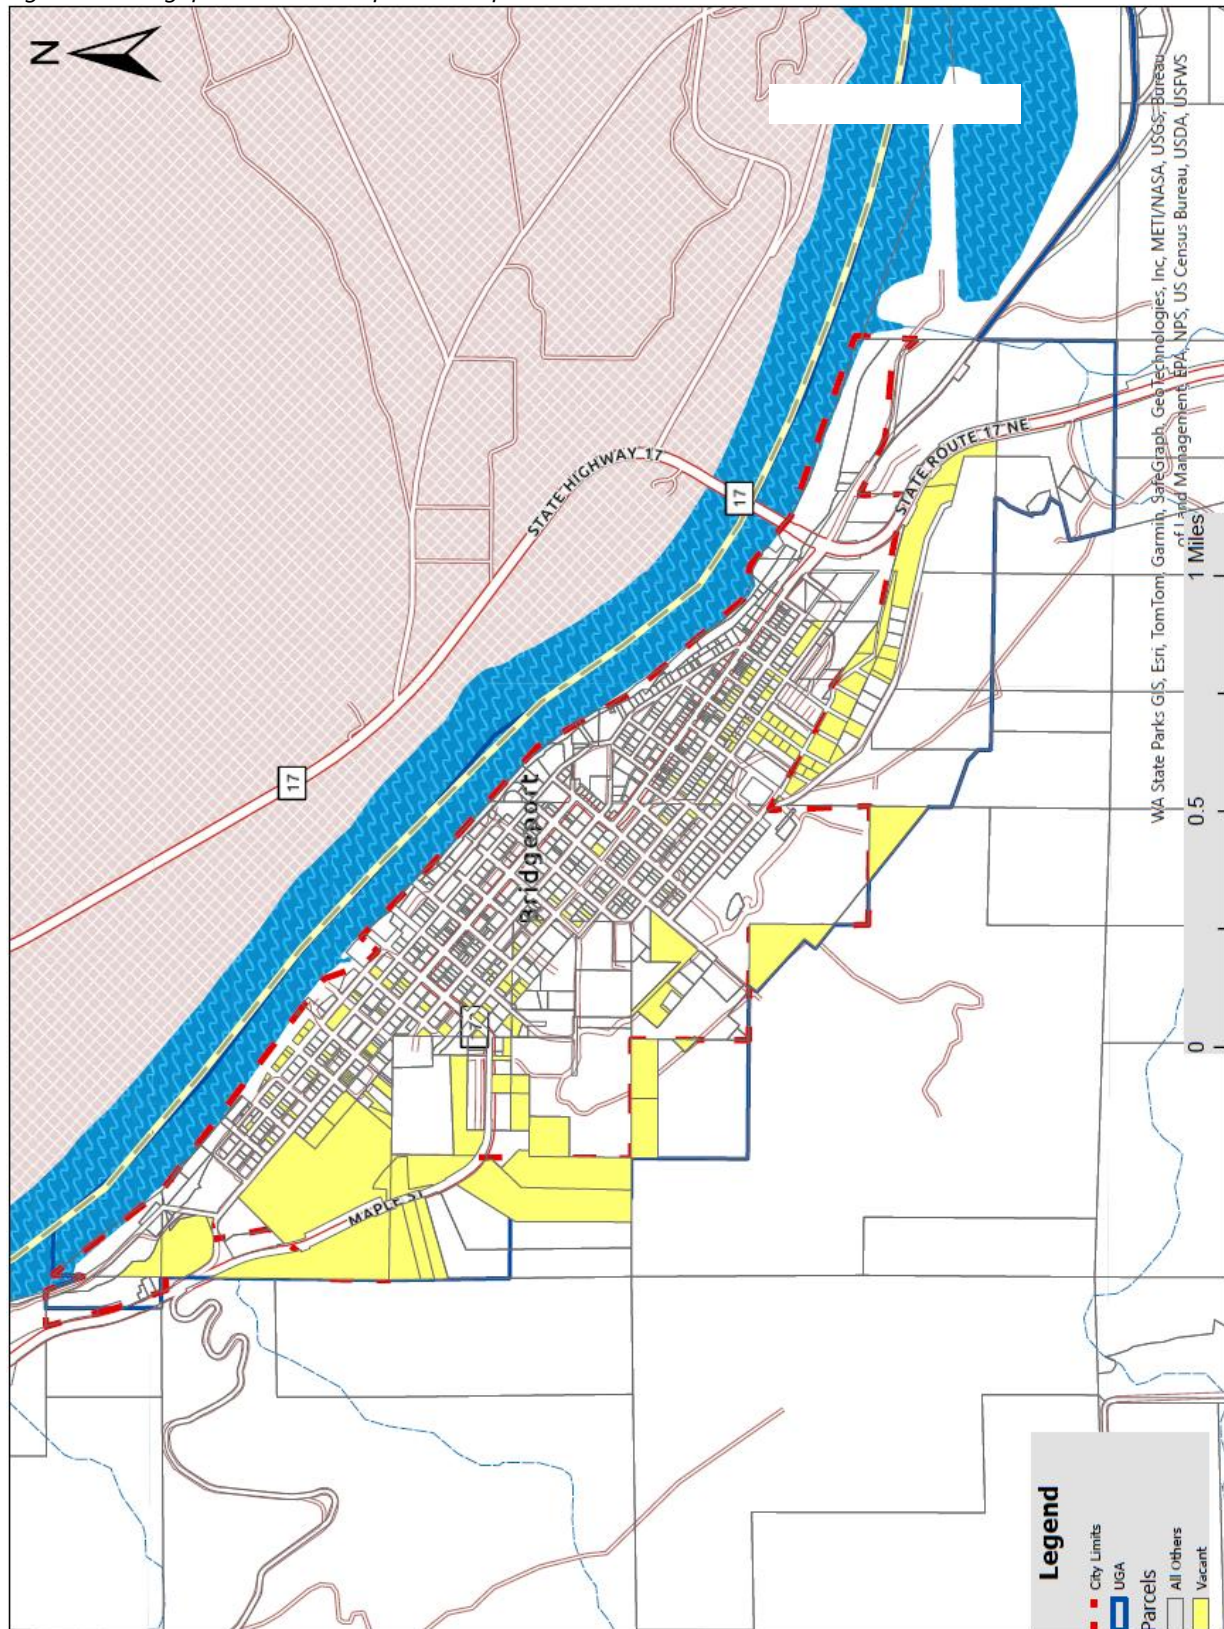 N
STATE HIGHWAY 17
17
17
STATE ROUTE 17 NE
Bridgeport
17
MAPLE ST
WA State Parks GIS, Esri, TomTom, Garmin, SafeGraph, GeoTechnologies, Inc, METI/NASA, USGS, Bureau
of Land Management, EPA, NPS, US Census Bureau, USDA, USFWS
0 0.5 1 Miles
Legend
City Limits
UGA
Parcels
All Others
Vacant